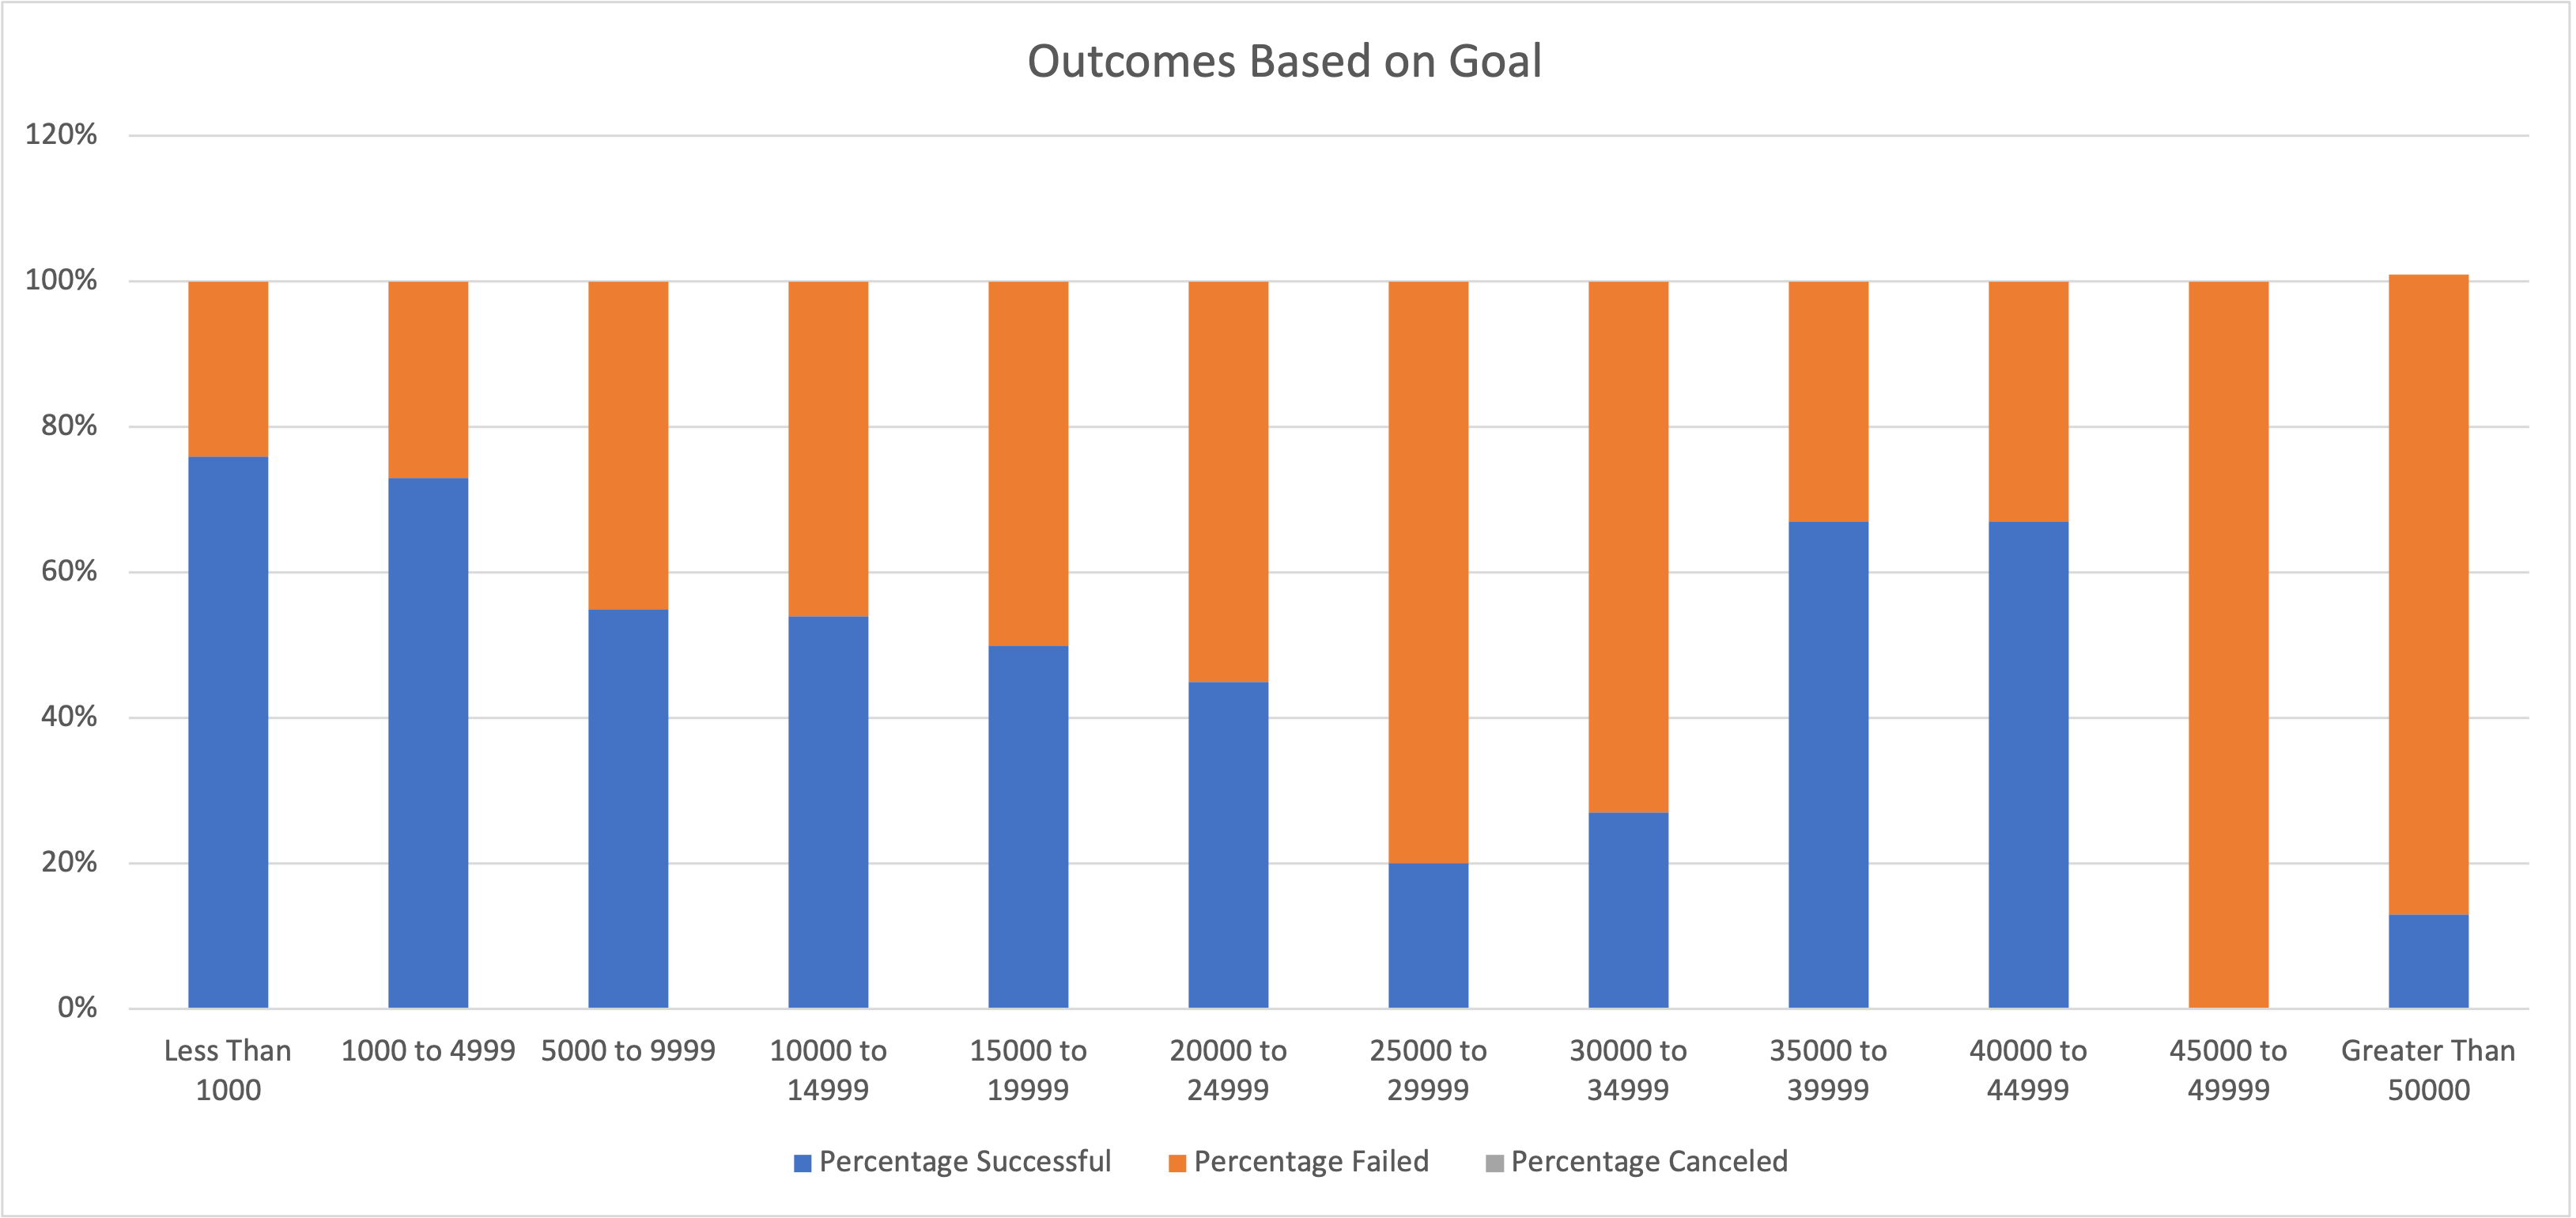 Outcomes Based on Goal
120%
100%
80%
60%
40%
20%
0%
Less Than
1000
1000 to 4999
5000 to 9999
10000 to
14999
15000 to
19999
20000 to
24999
25000 to
29999
30000 to
34999
35000 to
39999
40000 to
44999
45000 to
49999
Greater Than
50000
Percentage Successful
Percentage Failed
Percentage Canceled